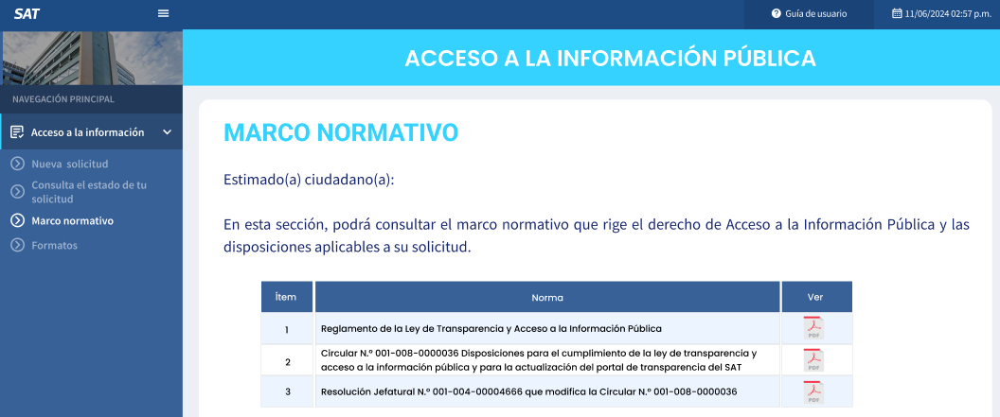 SAT
Guía de usuario
11/06/2024 02:57 p.m.
ACCESO A LA INFORMACIÓN PÚBLICA
NAVEGACIÓN PRINCIPAL
Acceso a la información
Nueva solicitud
Consulta el estado de tu
solicitud
Marco normativo
Formatos
MARCO NORMATIVO
Estimado(a) ciudadano(a):
En esta sección, podrá consultar el marco normativo que rige el derecho de Acceso a la Información Pública y las
disposiciones aplicables a su solicitud.
Ítem Norma Ver
1 Reglamento de la Ley de Transparencia y Acceso a la Información Pública PDF
2 Circular N.º 001-008-0000036 Disposiciones para el cumplimiento de la ley de transparencia y
acceso a la información pública y para la actualización del portal de transparencia del SAT PDF
3 Resolución Jefatural N.º 001-004-00004666 que modifica la Circular N.º 001-008-0000036 PDF